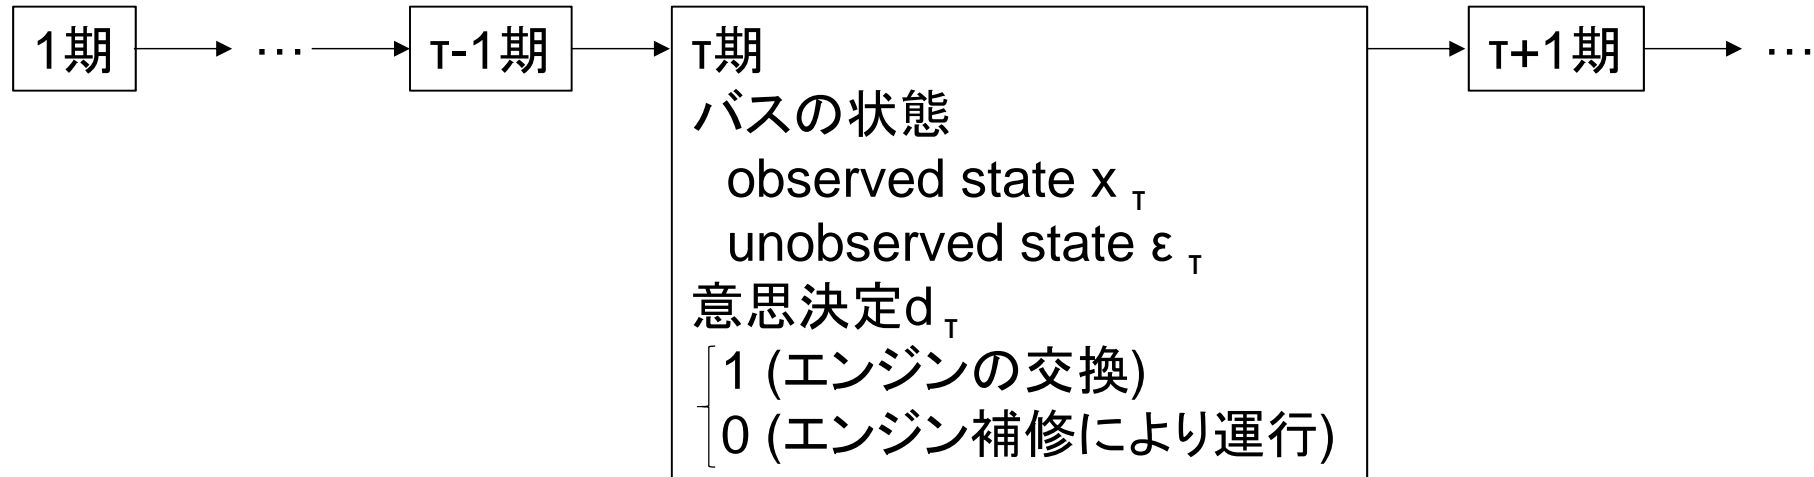 1期 … τ-1期 τ期 τ+1期 …
バスの状態
observed state x τ
unobserved state ε τ
意思決定d τ
1 (エンジンの交換)
0 (エンジン補修により運行)